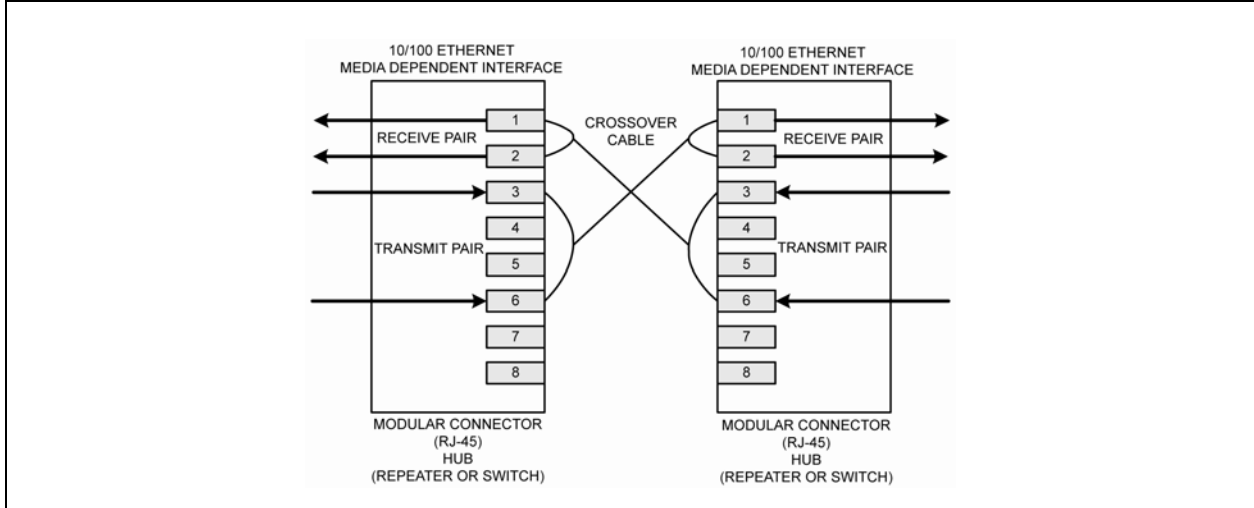 10/100 ETHERNET
MEDIA DEPENDENT INTERFACE
10/100 ETHERNET
MEDIA DEPENDENT INTERFACE
1
RECEIVE PAIR
2
3
4
TRANSMIT PAIR
5
6
7
8
CROSSOVER
CABLE
1
RECEIVE PAIR
2
3
4
TRANSMIT PAIR
5
6
7
8
MODULAR CONNECTOR
(RJ-45)
HUB
(REPEATER OR SWITCH)
MODULAR CONNECTOR
(RJ-45)
HUB
(REPEATER OR SWITCH)